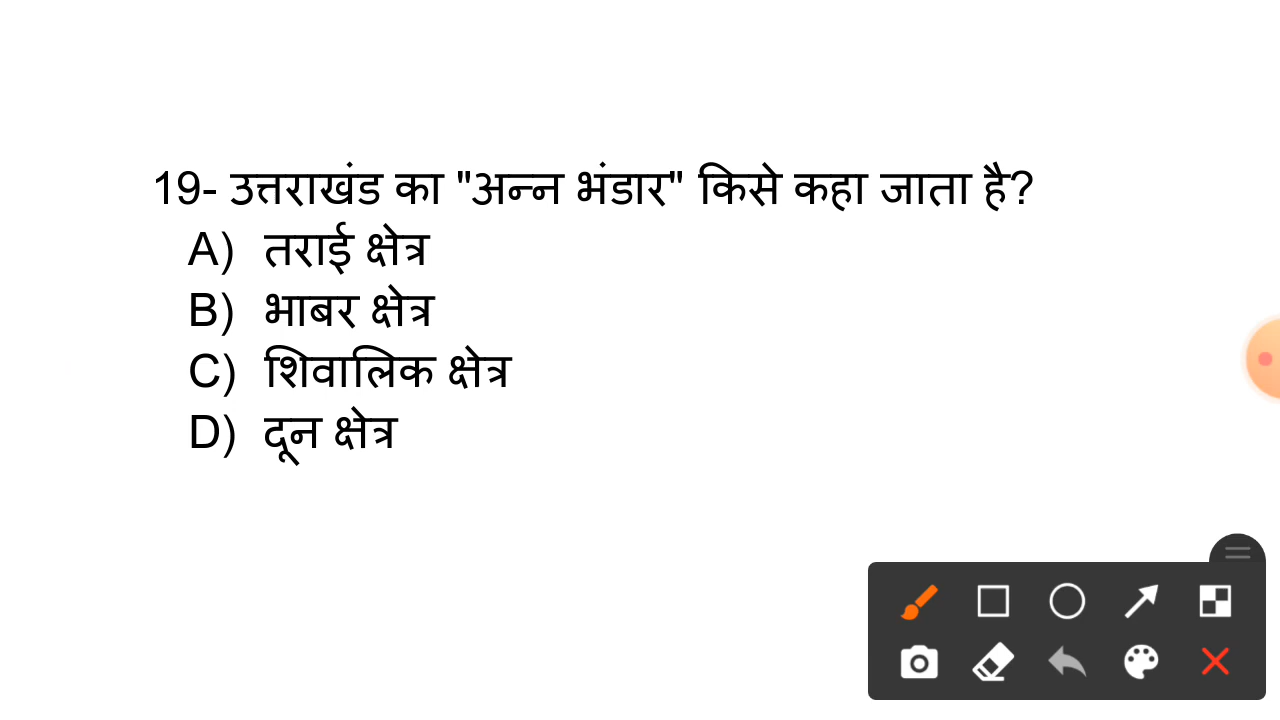 19- उत्तराखंड का "अन्न भंडार" किसे कहा जाता है?
A) तराई क्षेत्र
B) भाबर क्षेत्र
C) शिवालिक क्षेत्र
D) दून क्षेत्र